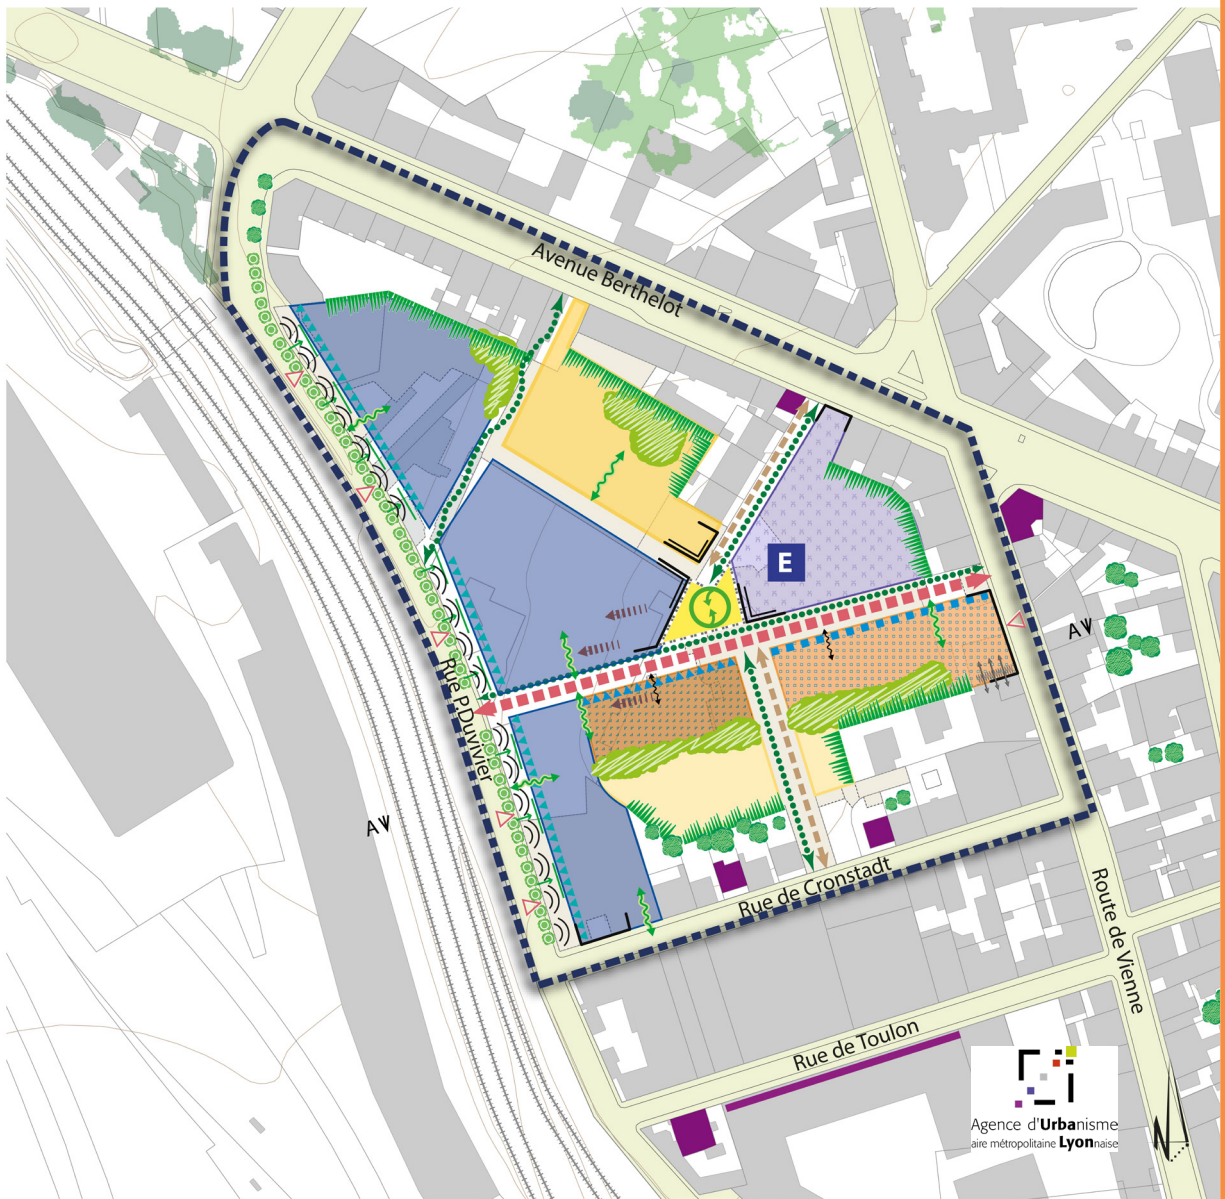 Avenue Berthelot
E
A
Rue P.Duvivier
A
Rue de Cronstadt
Route de Vienne
Rue de Toulon
Agence d'Urbanisme
aire métropolitaine Lyonnaise
N